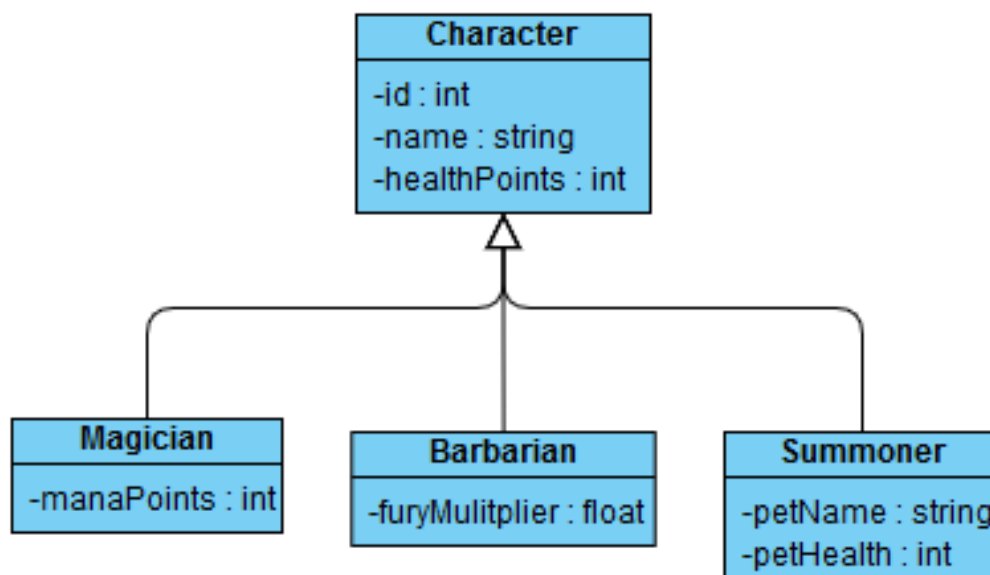 Character
-id : int
-name : string
-healthPoints : int
Magician
-manaPoints : int
Barbarian
-furyMulitplier : float
Summoner
-petName : string
-petHealth : int